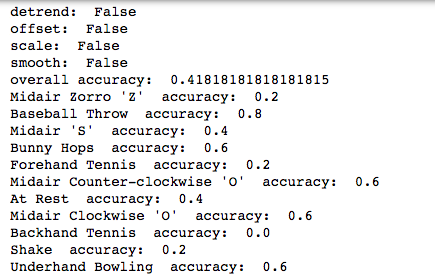 detrend:  False
offset:  False
scale:  False
smooth:  False
overall accuracy:  0.41818181818181815
Midair Zorro 'Z'  accuracy:  0.2
Baseball Throw  accuracy:  0.8
Midair 'S'  accuracy:  0.4
Bunny Hops  accuracy:  0.6
Forehand Tennis  accuracy:  0.2
Midair Counter-clockwise 'O'  accuracy:  0.6
At Rest  accuracy:  0.4
Midair Clockwise 'O'  accuracy:  0.6
Backhand Tennis  accuracy:  0.0
Shake  accuracy:  0.2
Underhand Bowling  accuracy:  0.6